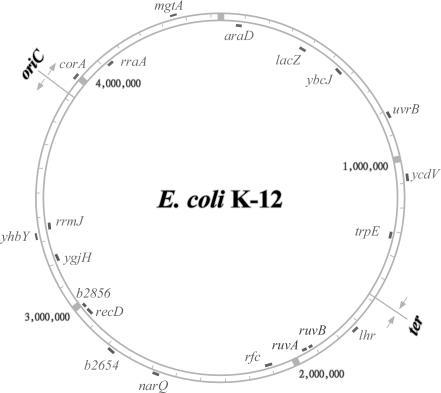 mgtA
araD
lacZ
ybcJ
oriC
corA
rraA
4,000,000
uvrB
1,000,000
ycdV
E. coli K-12
rrmJ
yhbY
trpE
ygjH
b2856
recD
3,000,000
ter
ruvB
lhr
ruvA
b2654
rfc
2,000,000
narQ